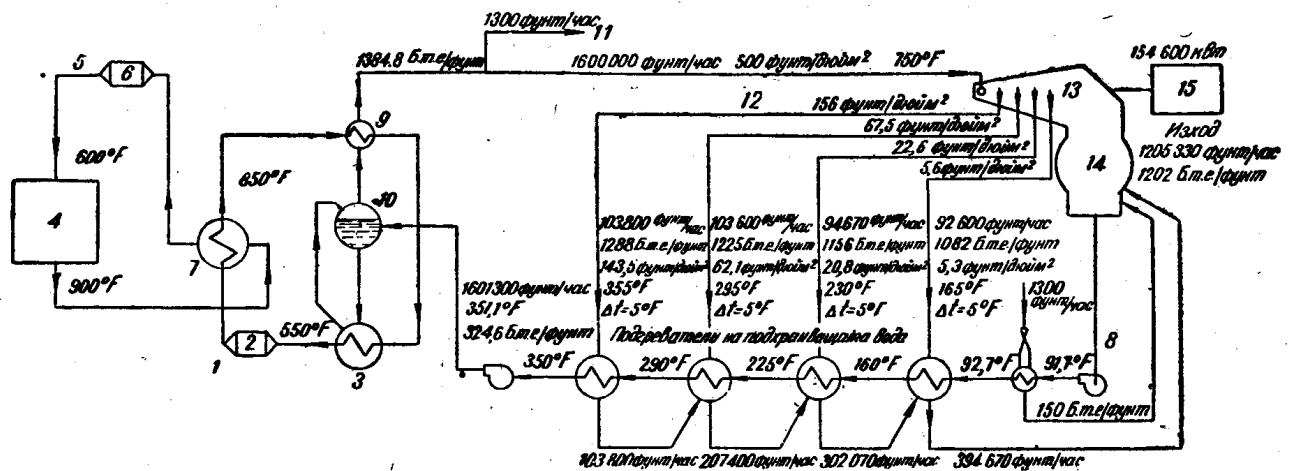 1300 фунт/час
11
1384.8 Б.т.е/фунт
1600000 фунт/час 500 фунт/дюйм² 750°F
154 600 квт
15
13
5
6
12
156 фунт/дюйм²
67,5 фунт/дюйм²
22,6 фунт/дюйм²
5,6 фунт/дюйм²
14
Изход
1205 330 фунт/час
1202 Б.т.е/фунт
9
600°F
850°F
4
10
7
900°F
103800 фунт/час
1288 Б.т.е/фунт
143,5 фунт/дюйм²
355°F
Δt=5°F
103 600 фунт/час
1225 Б.т.е/фунт
62,1 фунт/дюйм²
295°F
Δt=5°F
94670 фунт/час
1156 Б.т.е/фунт
20,8 фунт/дюйм²
230°F
Δt=5°F
92 600 фунт/час
1082 Б.т.е/фунт
5,3 фунт/дюйм²
165°F
Δt=5°F
1300
фунт/час
1601300 фунт/час
351,1°F
324,6 Б.т.е/фунт
Подгреватели на подхранващата вода
550°F
2
1
3
350°F
290°F
225°F
160°F
92,7°F
91,7°F
8
150 Б.т.е/фунт
103 800 фунт/час
207400 фунт/час
302 070 фунт/час
394 670 фунт/час